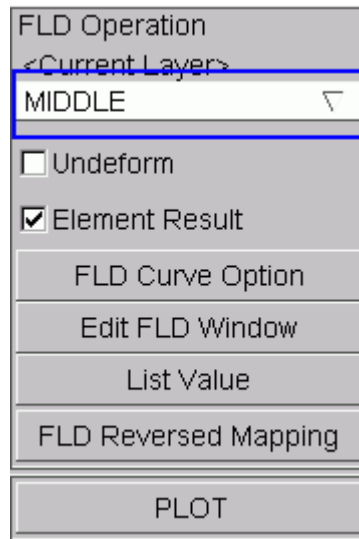 FLD Operation
<Current Layer>
MIDDLE
Undeform
Element Result
FLD Curve Option
Edit FLD Window
List Value
FLD Reversed Mapping
PLOT